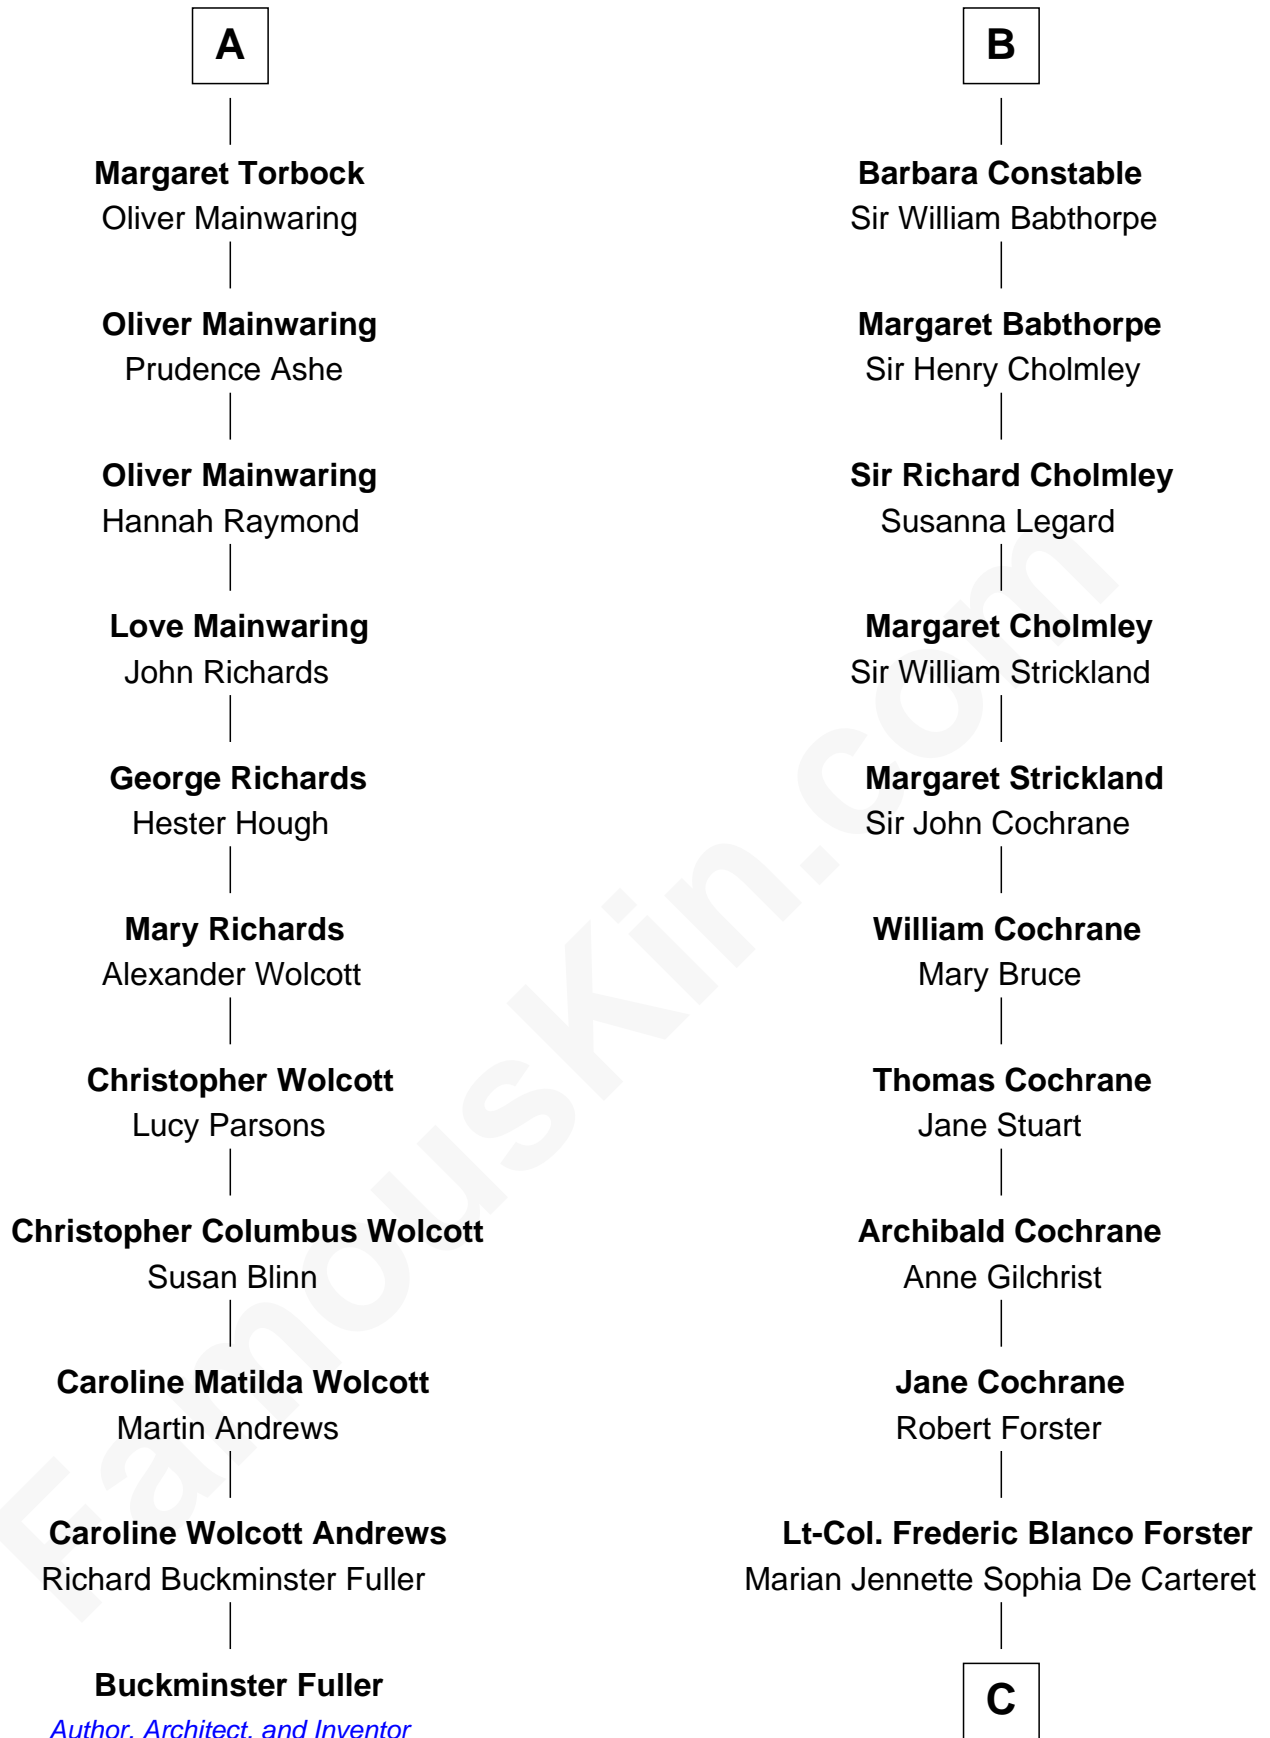 A
Margaret Torbock
Oliver Mainwaring
Oliver Mainwaring
Prudence Ashe
Oliver Mainwaring
Hannah Raymond
Love Mainwaring
John Richards
George Richards
Hester Hough
Mary Richards
Alexander Wolcott
Christopher Wolcott
Lucy Parsons
Christopher Columbus Wolcott
Susan Blinn
Caroline Matilda Wolcott
Martin Andrews
Caroline Wolcott Andrews
Richard Buckminster Fuller
Buckminster Fuller
Author, Architect, and Inventor
B
Barbara Constable
Sir William Babthorpe
Margaret Babthorpe
Sir Henry Cholmley
Sir Richard Cholmley
Susanna Legard
Margaret Cholmley
Sir William Strickland
Margaret Strickland
Sir John Cochrane
William Cochrane
Mary Bruce
Thomas Cochrane
Jane Stuart
Archibald Cochrane
Anne Gilchrist
Jane Cochrane
Robert Forster
Lt-Col. Frederic Blanco Forster
Marian Jennette Sophia De Carteret
C
FamousKin.com